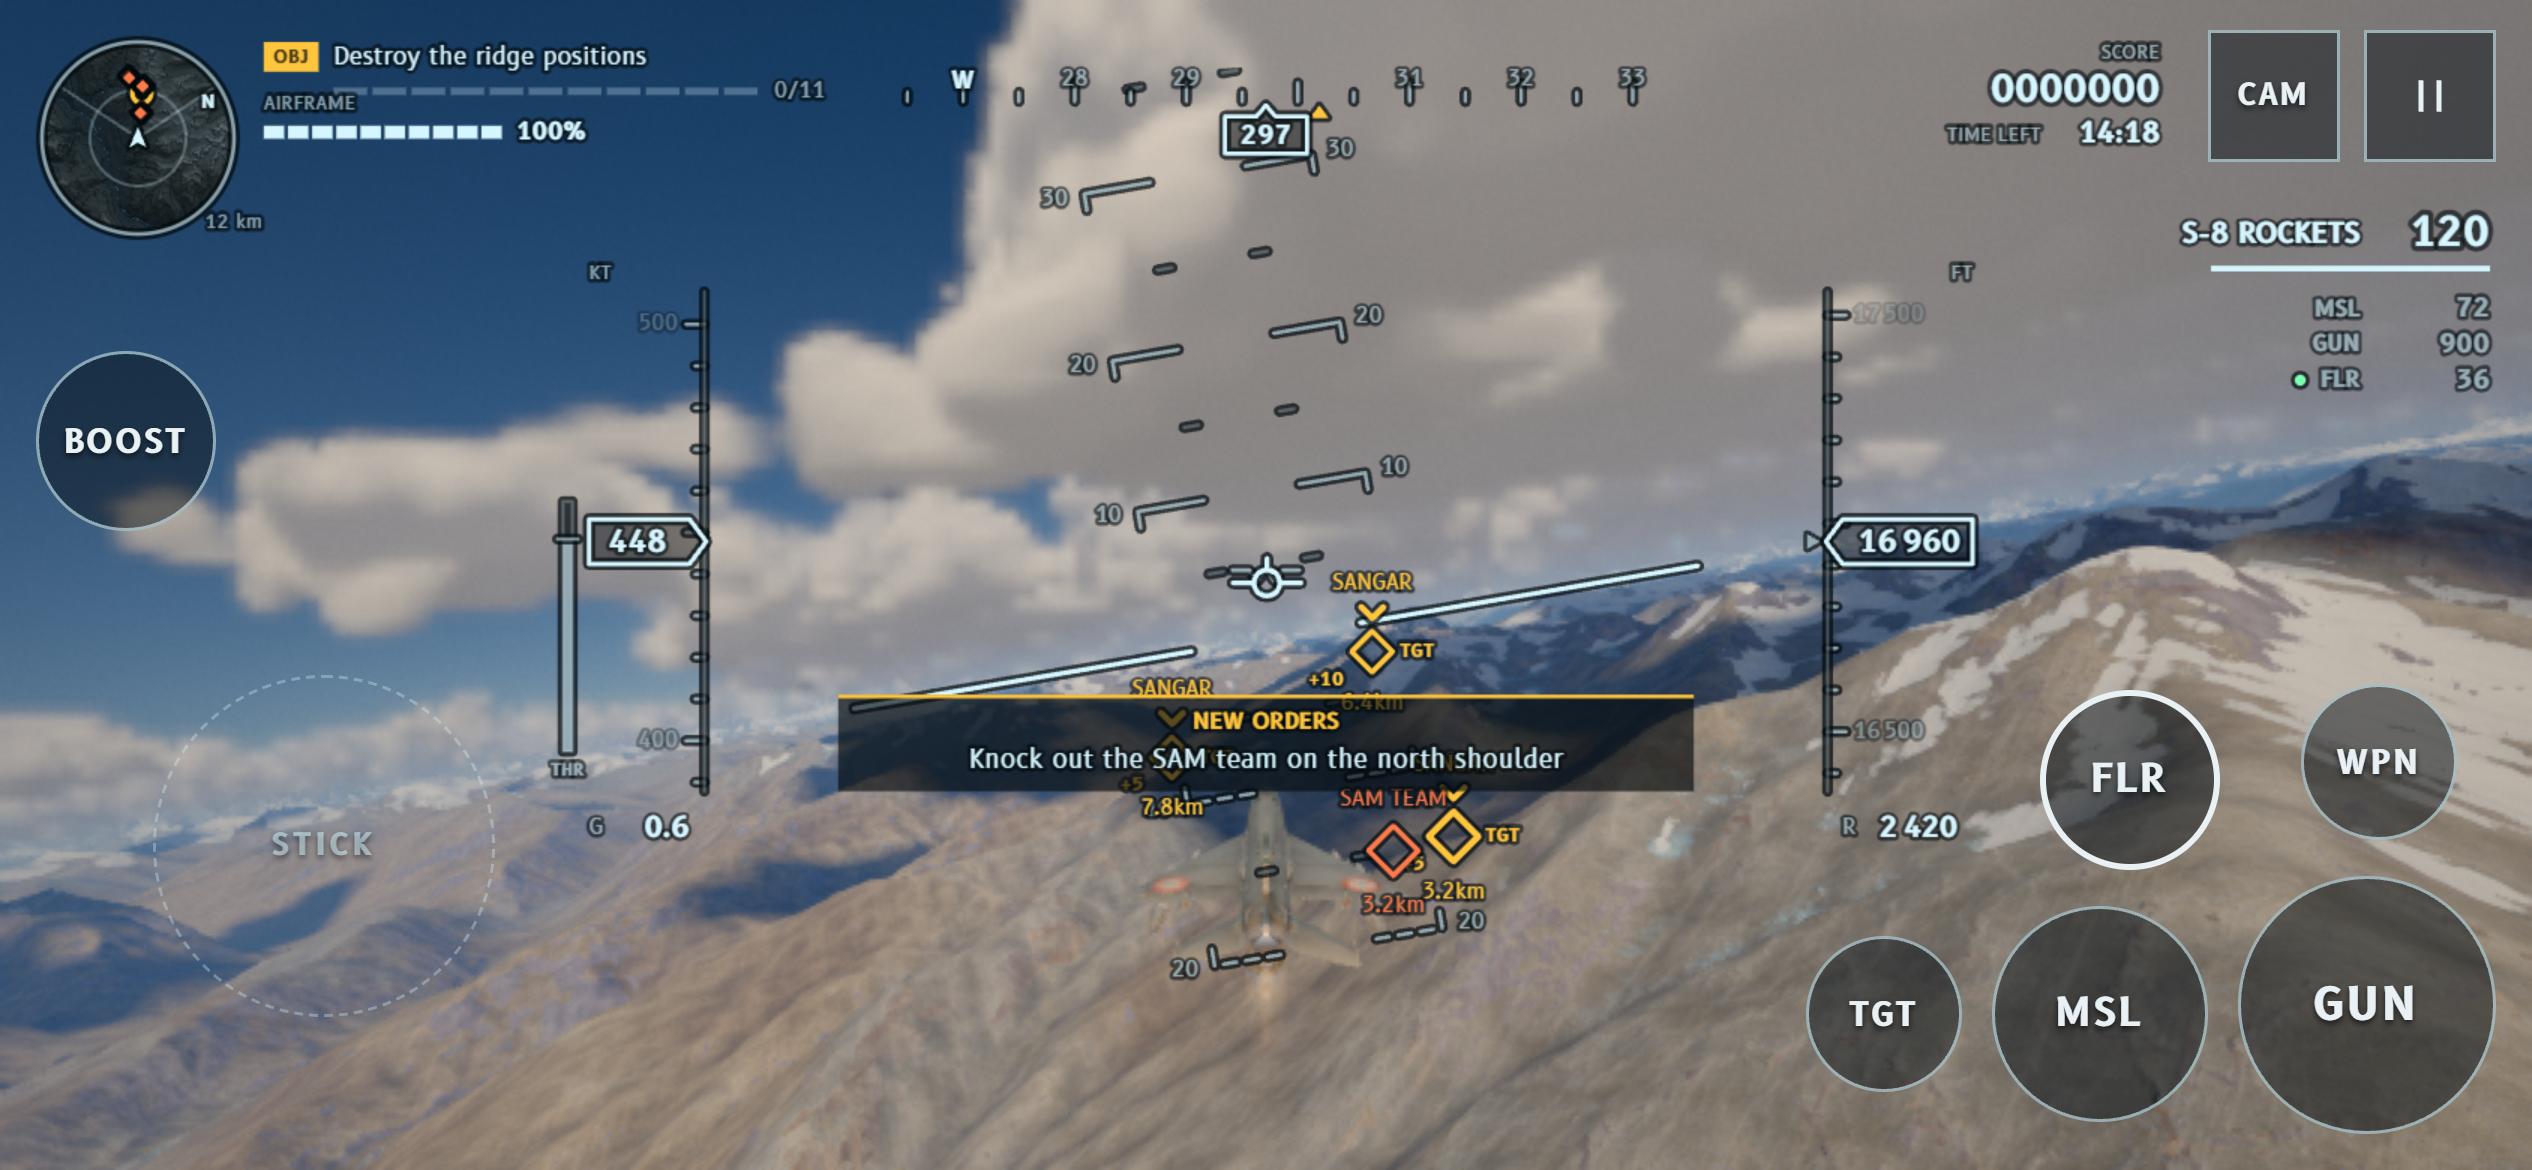 OBJ Destroy the ridge positions
0/11
AIRFRAME
100%
N
12 km
W 28 29 31 32 33
297
SCORE
0000000
TIME LEFT 14:18
CAM
S-8 ROCKETS 120
MSL 72
GUN 900
FLR 36
KT
500
448
400
THR
G 0.6
FT
17 500
16 960
16 500
R 2 420
30 30
20 20
10 10
SANGAR
TGT
+10
6.4km
SANGAR
NEW ORDERS
Knock out the SAM team on the north shoulder
+5
7.8km
SAM TEAM
TGT
5
3.2km
3.2km
20
20
BOOST
STICK
FLR
WPN
TGT
MSL
GUN